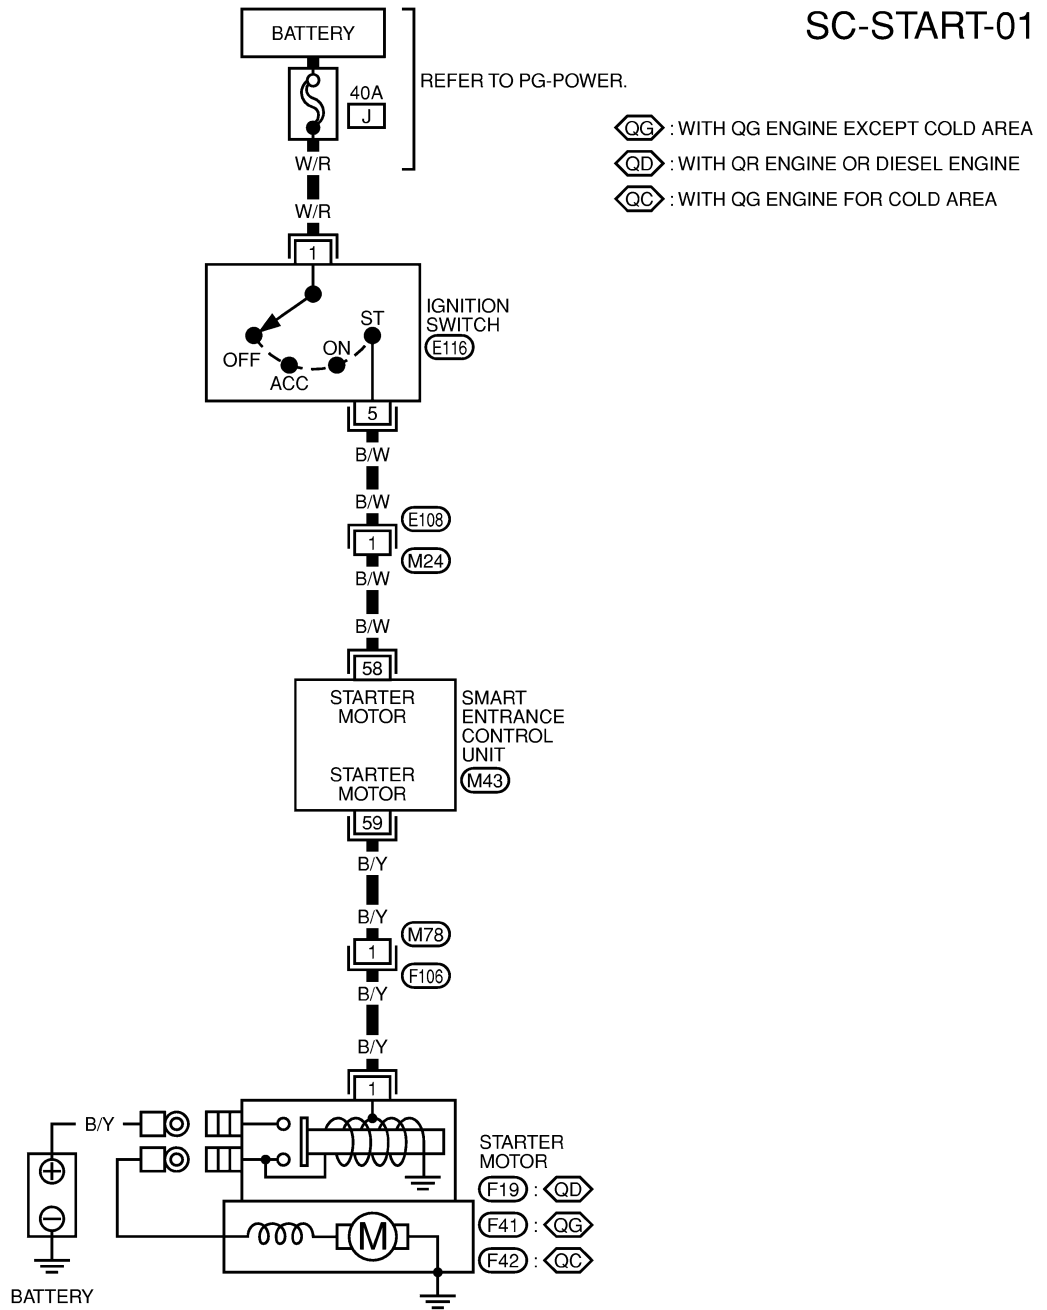 SC-START-01
BATTERY
REFER TO PG-POWER.
40A
J
QG : WITH QG ENGINE EXCEPT COLD AREA
QD : WITH QR ENGINE OR DIESEL ENGINE
QC : WITH QG ENGINE FOR COLD AREA
W/R
W/R
1
IGNITION
SWITCH
E116
ST
ON
OFF
ACC
5
B/W
B/W
E108
1
M24
B/W
B/W
58
STARTER
MOTOR
SMART
ENTRANCE
CONTROL
UNIT
M43
STARTER
MOTOR
59
B/Y
B/Y
M78
1
F106
B/Y
B/Y
1
B/Y
STARTER
MOTOR
F19 : QD
F41 : QG
F42 : QC
+
−
M
BATTERY